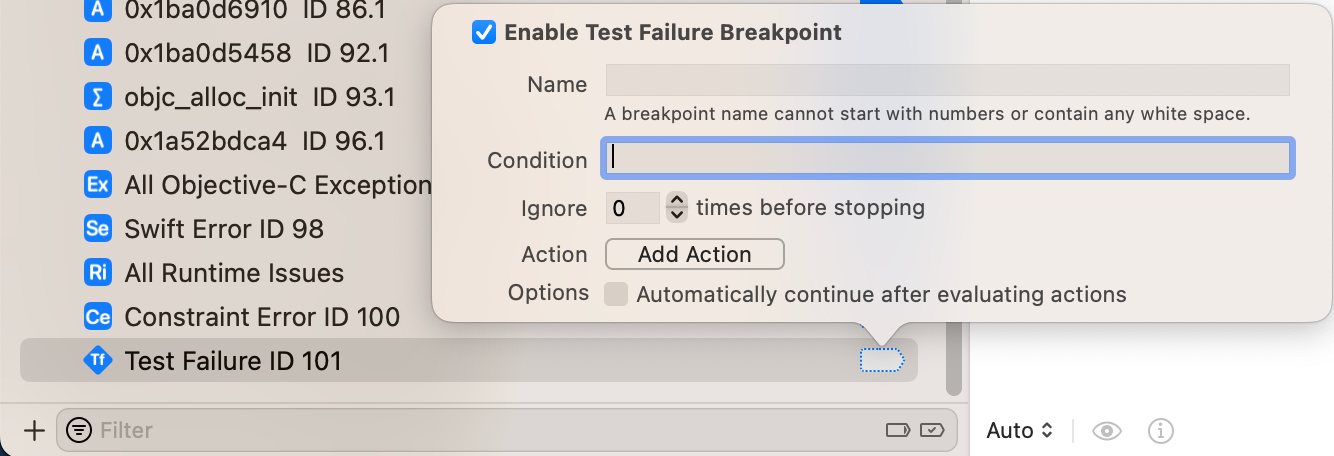 A 0x1ba0d6910 ID 86.1
A 0x1ba0d5458 ID 92.1
∑ objc_alloc_init ID 93.1
A 0x1a52bdca4 ID 96.1
Ex All Objective-C Exception
Se Swift Error ID 98
Ri All Runtime Issues
Ce Constraint Error ID 100
Tf Test Failure ID 101
Filter
Enable Test Failure Breakpoint
Name
A breakpoint name cannot start with numbers or contain any white space.
Condition
Ignore 0 times before stopping
Action Add Action
Options Automatically continue after evaluating actions
Auto